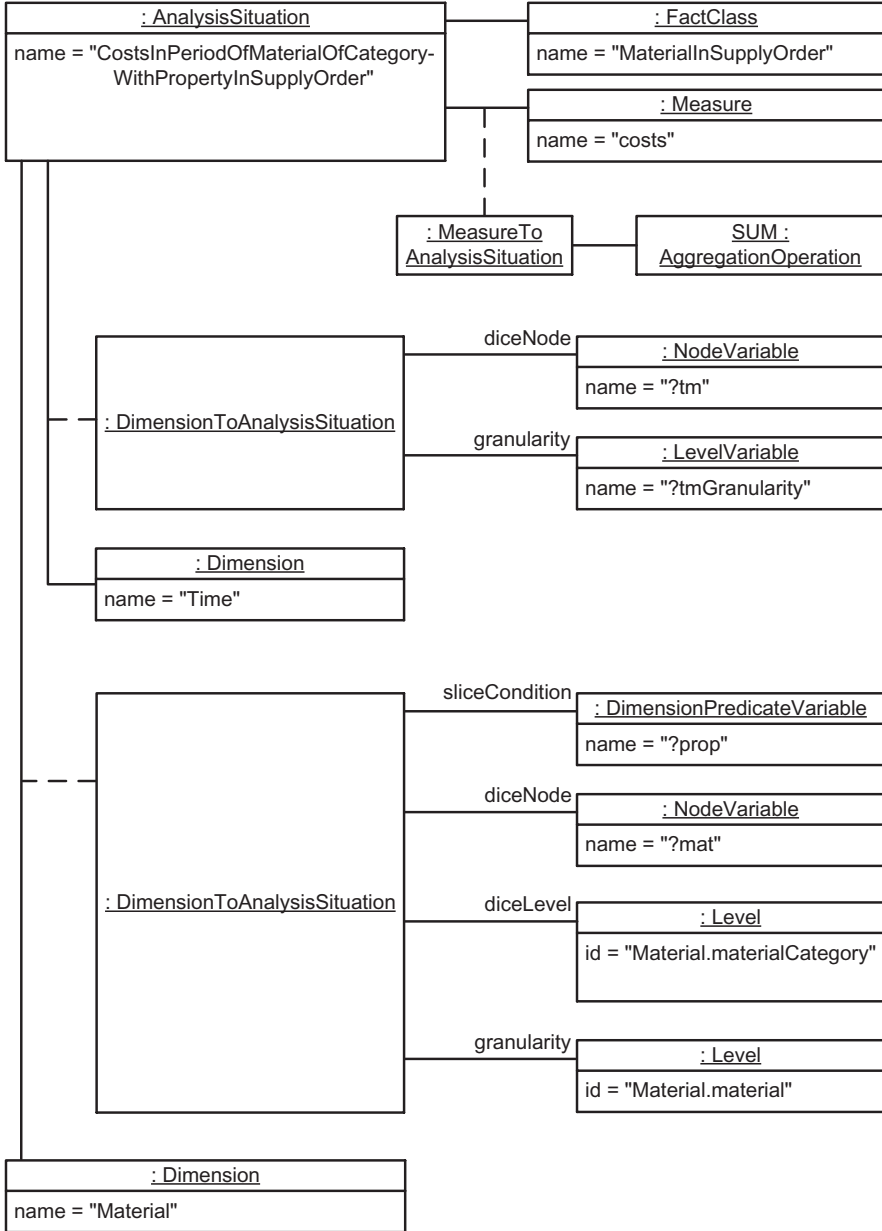 : AnalysisSituation
name = "CostsInPeriodOfMaterialOfCategory-
WithPropertyInSupplyOrder"
: FactClass
name = "MaterialInSupplyOrder"
: Measure
name = "costs"
: MeasureTo
AnalysisSituation
SUM :
AggregationOperation
: DimensionToAnalysisSituation
diceNode
: NodeVariable
name = "?tm"
granularity
: LevelVariable
name = "?tmGranularity"
: Dimension
name = "Time"
: DimensionToAnalysisSituation
sliceCondition
: DimensionPredicateVariable
name = "?prop"
diceNode
: NodeVariable
name = "?mat"
diceLevel
: Level
id = "Material.materialCategory"
granularity
: Level
id = "Material.material"
: Dimension
name = "Material"